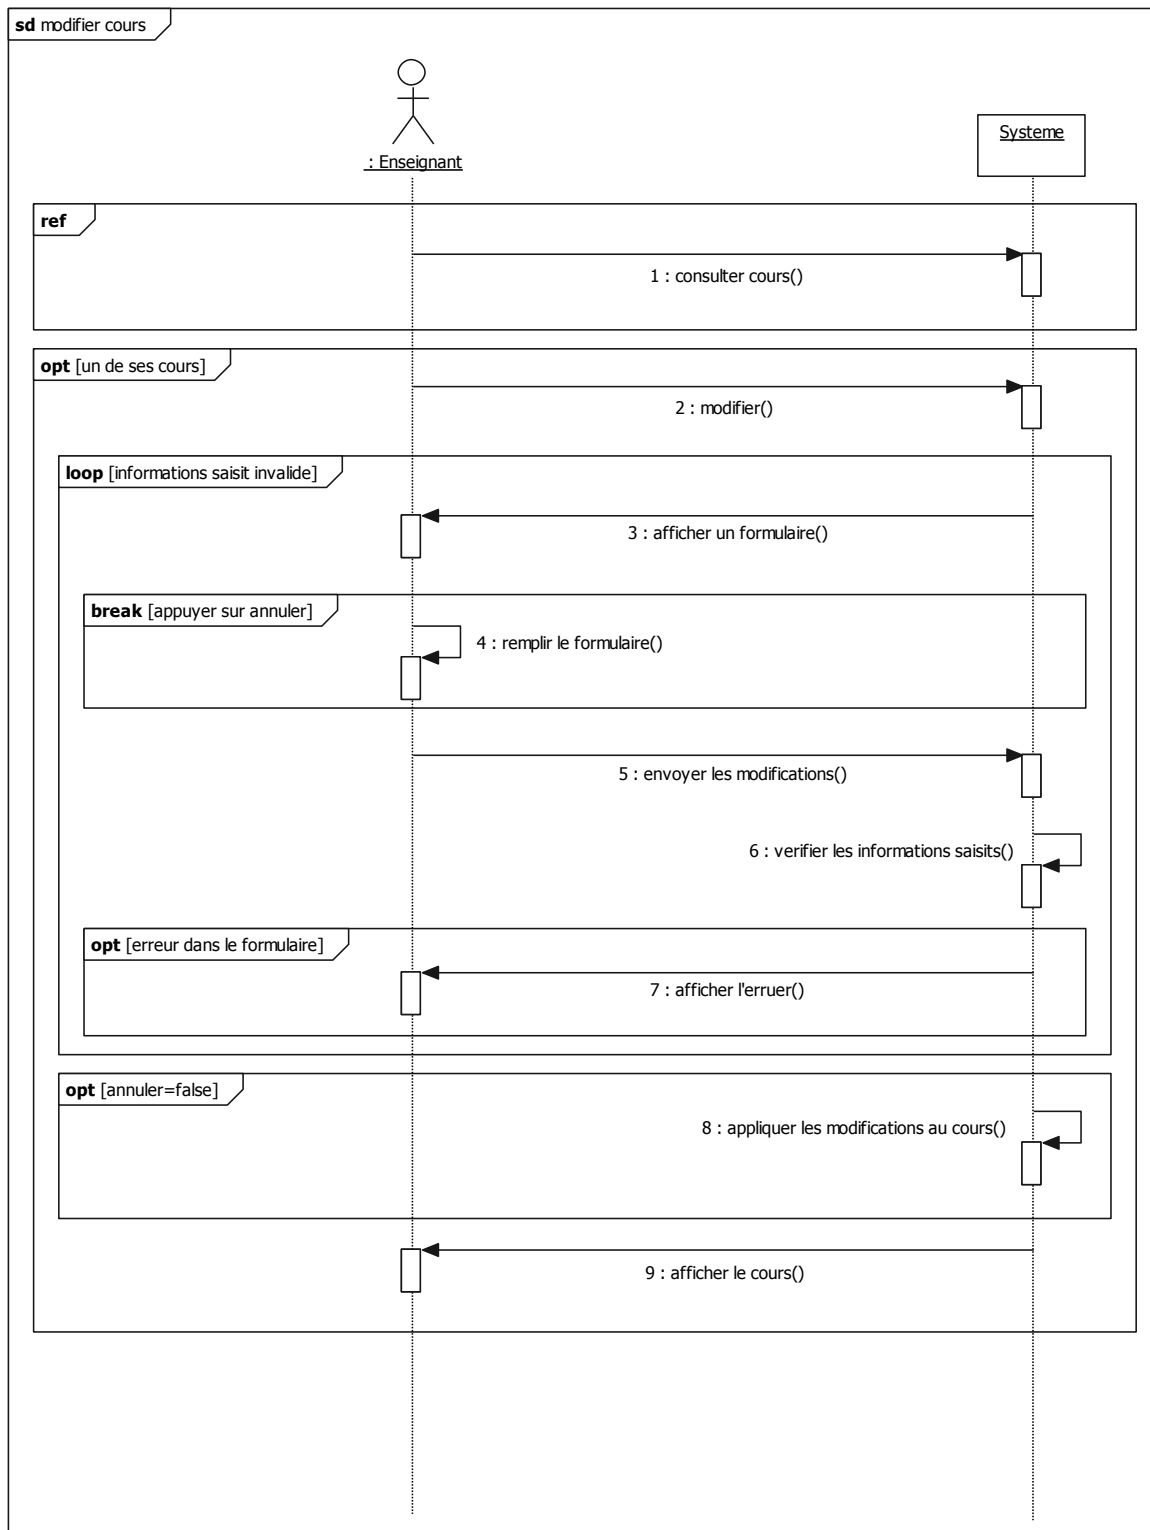 sd modifier cours
: Enseignant
Systeme
ref
1 : consulter cours()
opt [un de ses cours]
2 : modifier()
loop [informations saisit invalide]
3 : afficher un formulaire()
break [appuyer sur annuler]
4 : remplir le formulaire()
5 : envoyer les modifications()
6 : verifier les informations saisits()
opt [erreur dans le formulaire]
7 : afficher l'erruer()
opt [annuler=false]
8 : appliquer les modifications au cours()
9 : afficher le cours()